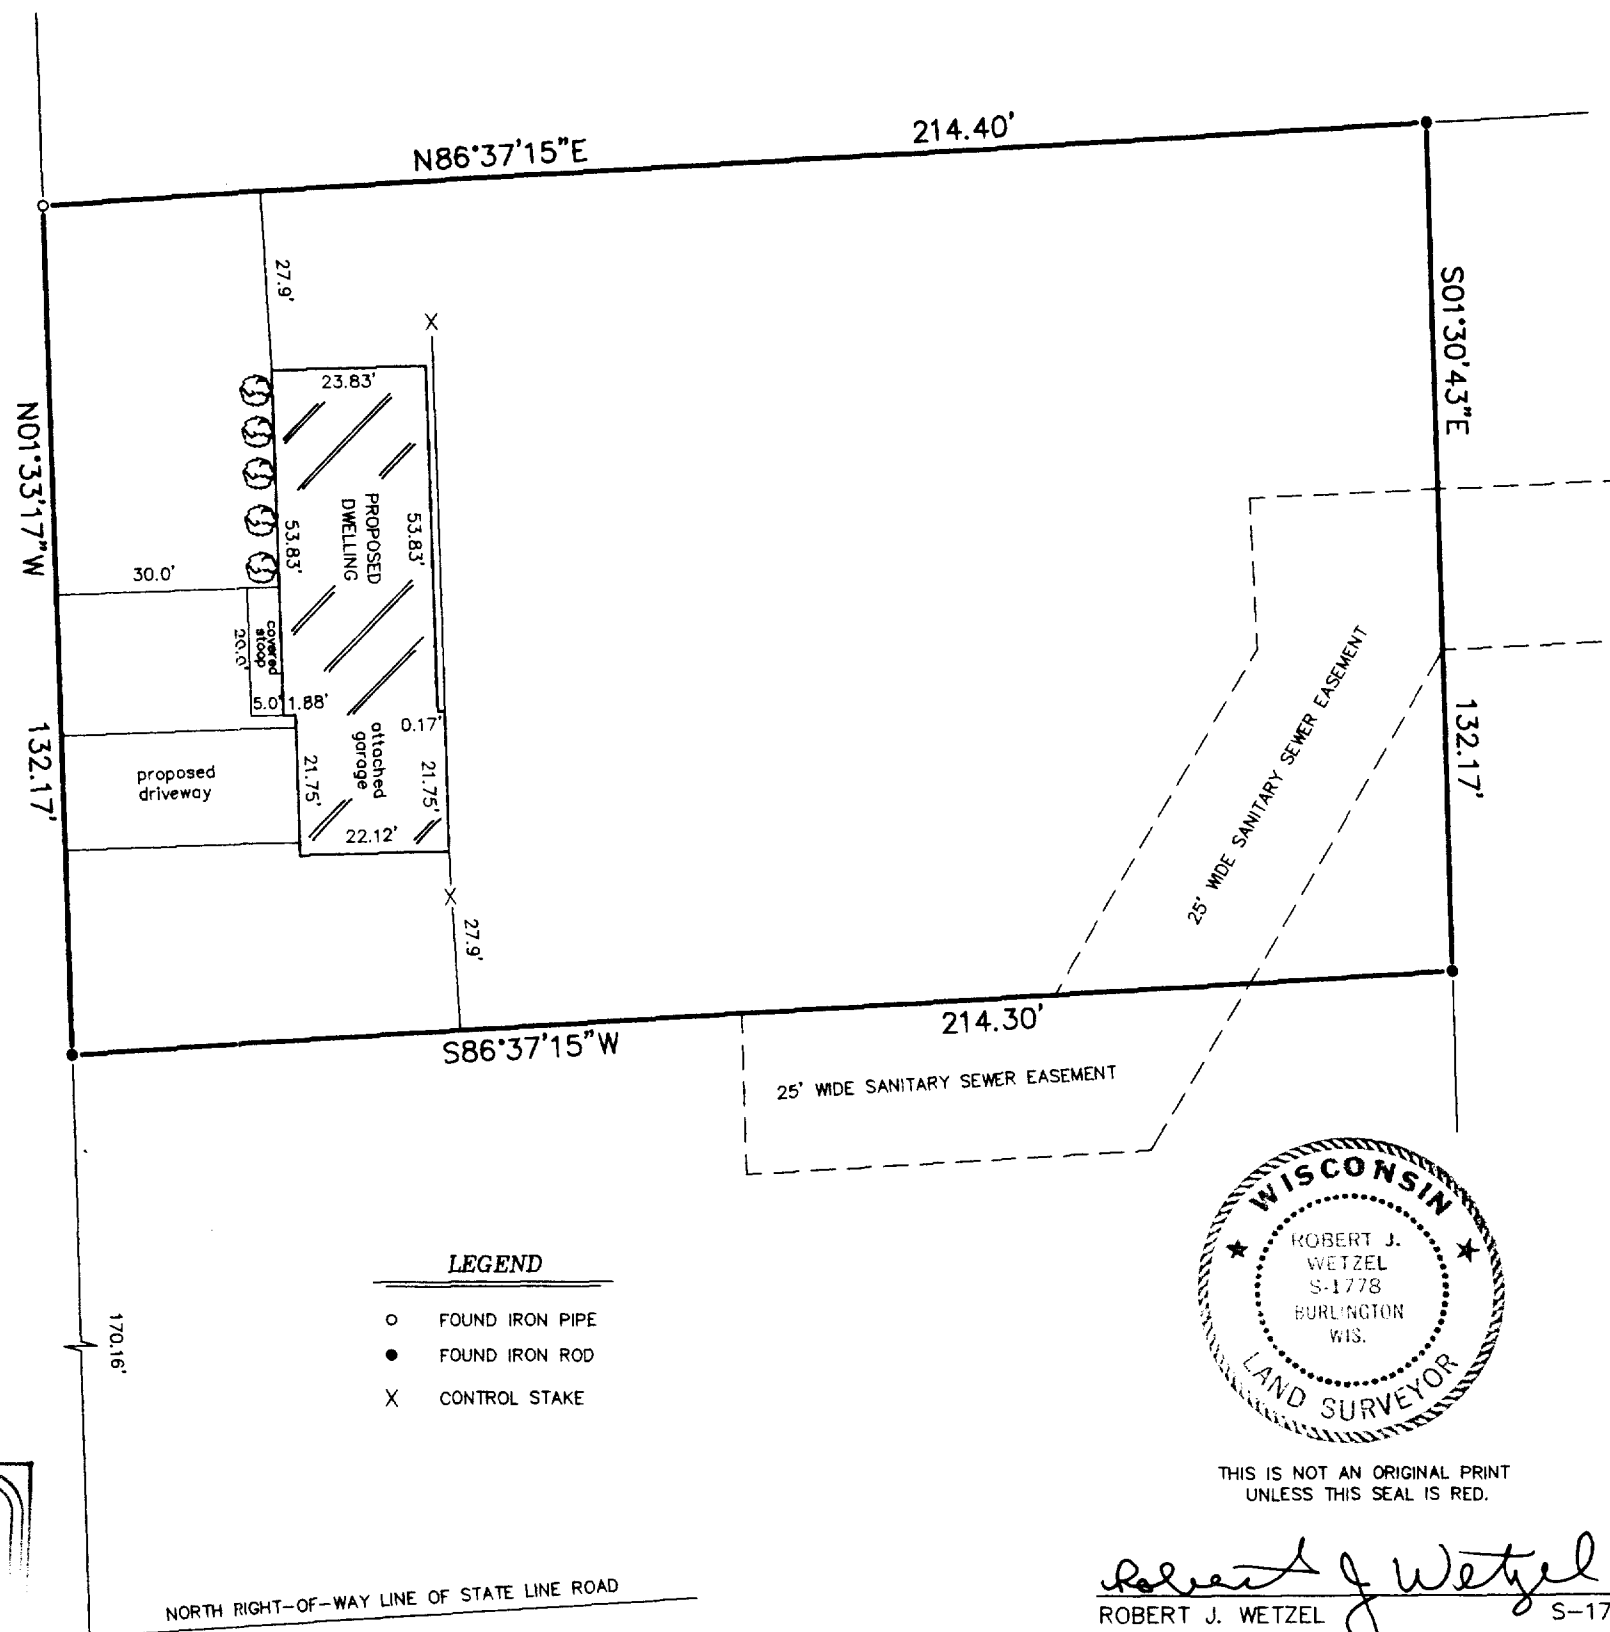 214.40'
N86°37'15"E
27.9'
S01°30'43"E
X
23.83'
N01°33'17"W
PROPOSED
DWELLING
53.83'
53.83'
30.0'
covered
stoop
20.0'
5.0'
1.88'
0.17'
attached
garage
132.17'
132.17'
proposed
driveway
21.75'
21.75'
22.12'
25' WIDE SANITARY SEWER EASEMENT
X
27.9'
S86°37'15"W
214.30'
25' WIDE SANITARY SEWER EASEMENT
170.16'
LEGEND
FOUND IRON PIPE
FOUND IRON ROD
X CONTROL STAKE
WISCONSIN
ROBERT J.
WETZEL
S-1778
BURLINGTON
WIS.
LAND SURVEYOR
THIS IS NOT AN ORIGINAL PRINT
UNLESS THIS SEAL IS RED.
NORTH RIGHT-OF-WAY LINE OF STATE LINE ROAD
Robert J Wetzel
ROBERT J. WETZEL S-17